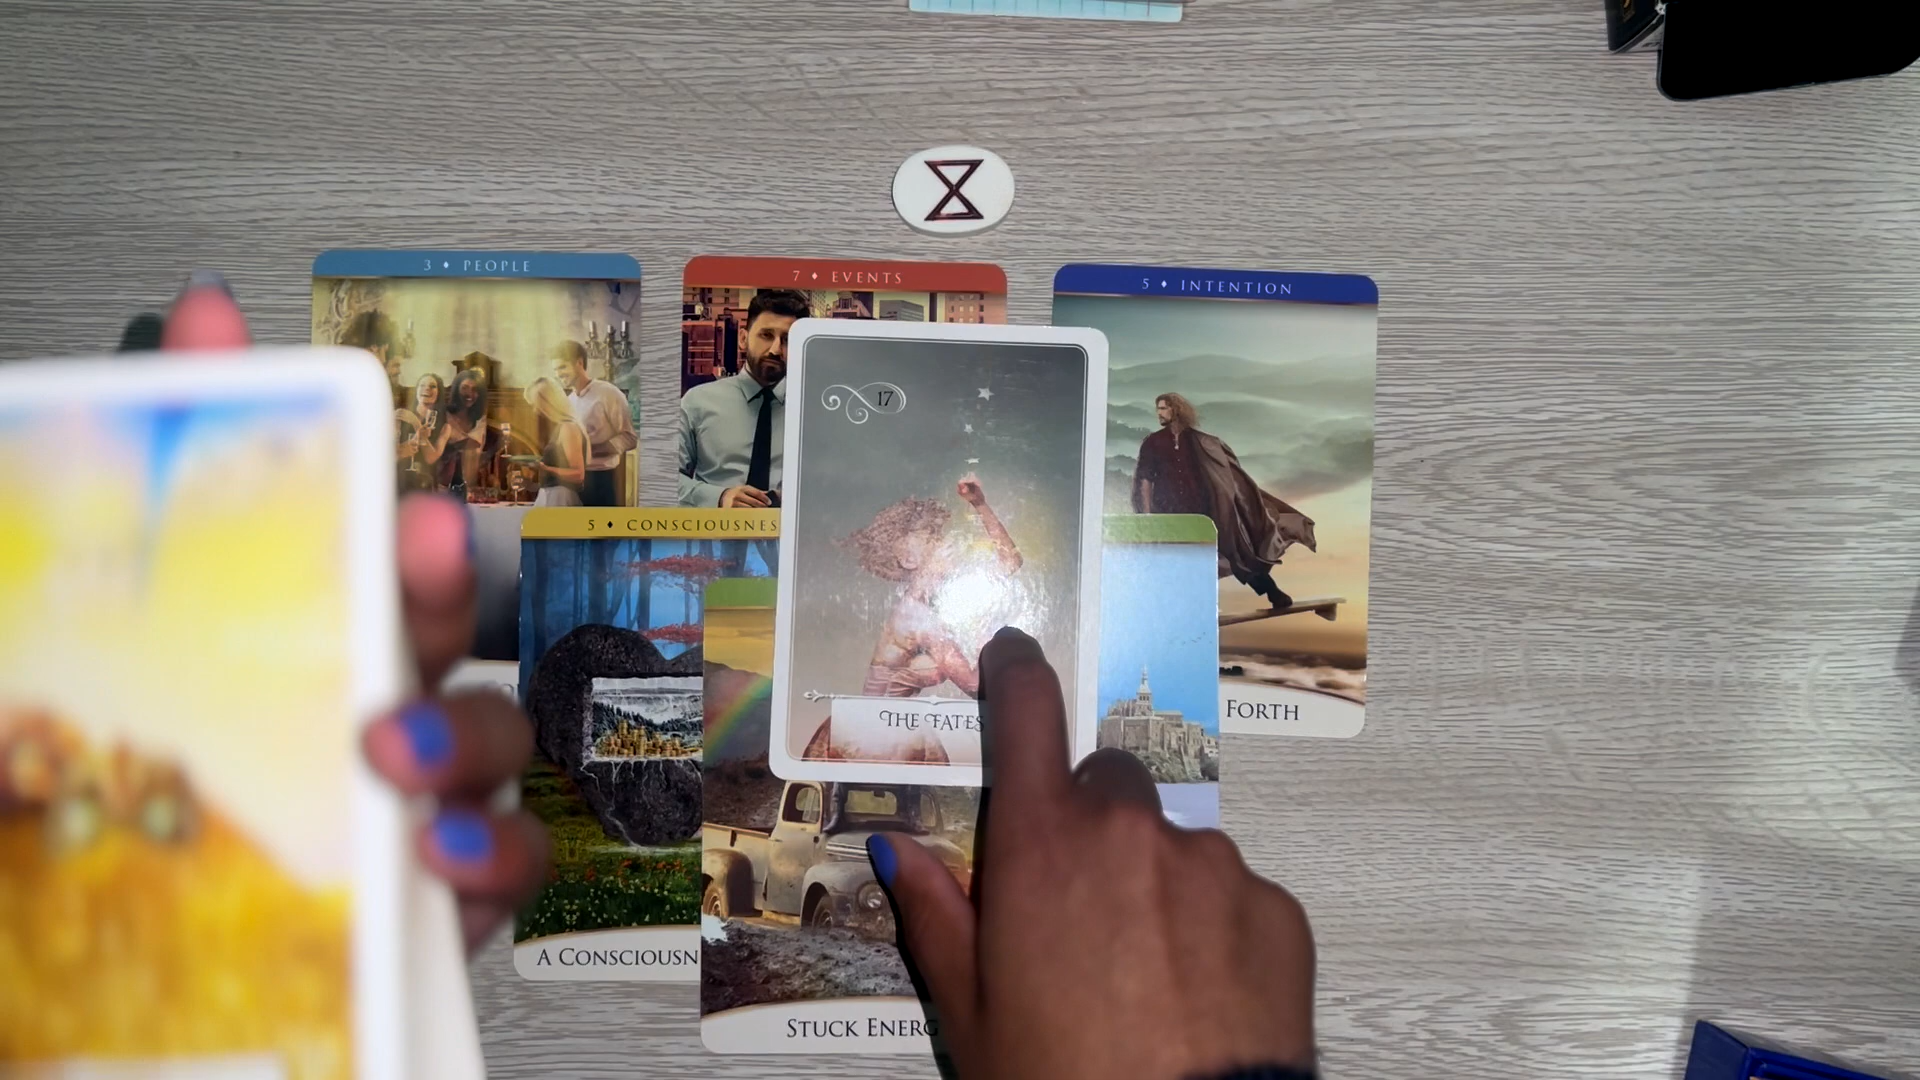 3 ♦ PEOPLE
7 ♦ EVENTS
5 ♦ INTENTION
17
5 ♦ CONSCIOUSNES
FORTH
THE FATES
A CONSCIOUSN
STUCK ENERG